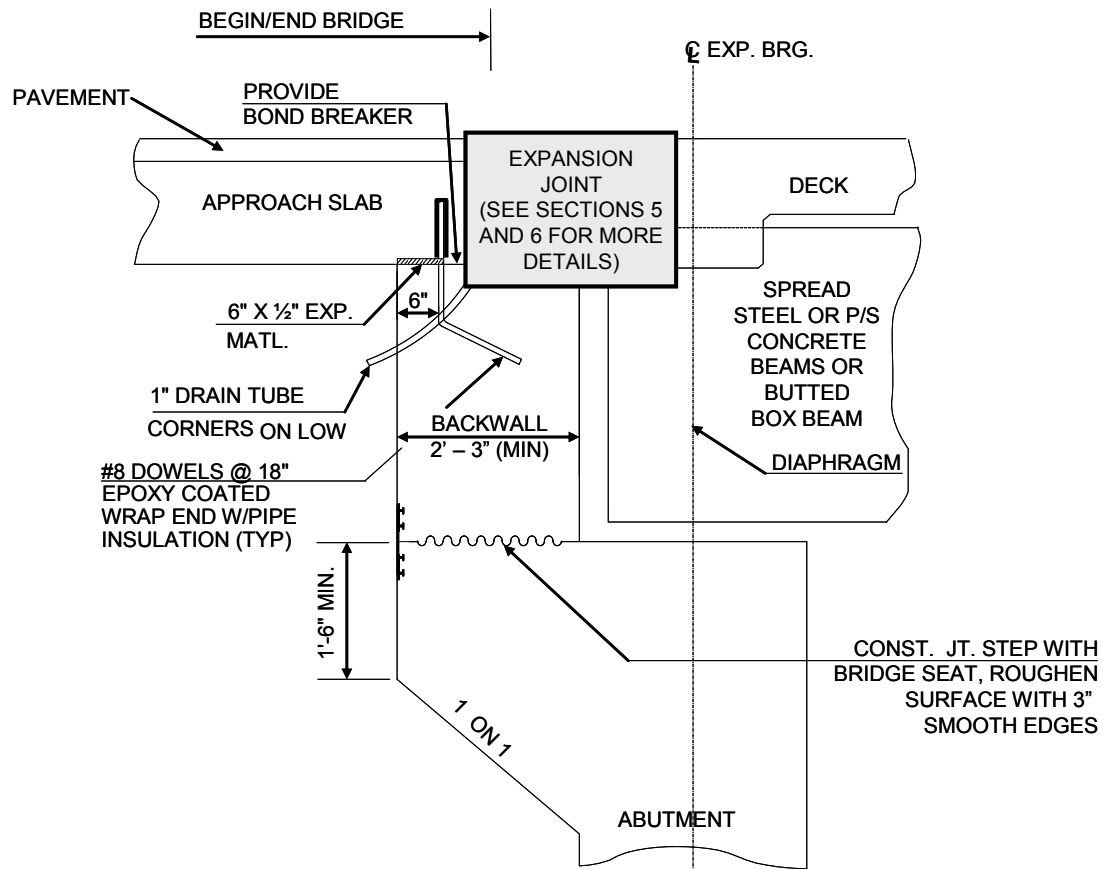 BEGIN/END BRIDGE
℄ EXP. BRG.
PAVEMENT
PROVIDE
BOND BREAKER
EXPANSION
JOINT
(SEE SECTIONS 5
AND 6 FOR MORE
DETAILS)
APPROACH SLAB
DECK
6" X ½" EXP.
MATL.
6"
SPREAD
STEEL OR P/S
CONCRETE
BEAMS OR
BUTTED
BOX BEAM
1" DRAIN TUBE
CORNERS ON LOW
BACKWALL
2' – 3” (MIN)
DIAPHRAGM
#8 DOWELS @ 18"
EPOXY COATED
WRAP END W/PIPE
INSULATION (TYP)
1'-6" MIN.
CONST. JT. STEP WITH
BRIDGE SEAT, ROUGHEN
SURFACE WITH 3”
SMOOTH EDGES
1 ON 1
ABUTMENT